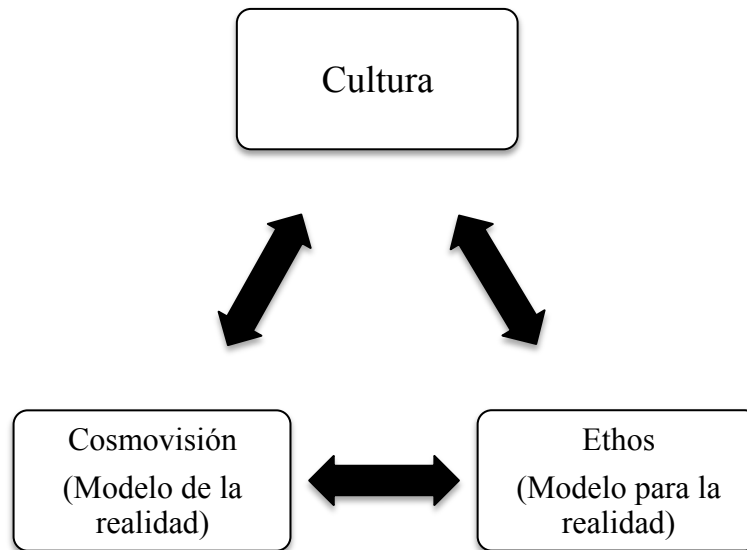 Cultura
Cosmovisión
(Modelo de la
realidad)
Ethos
(Modelo para la
realidad)